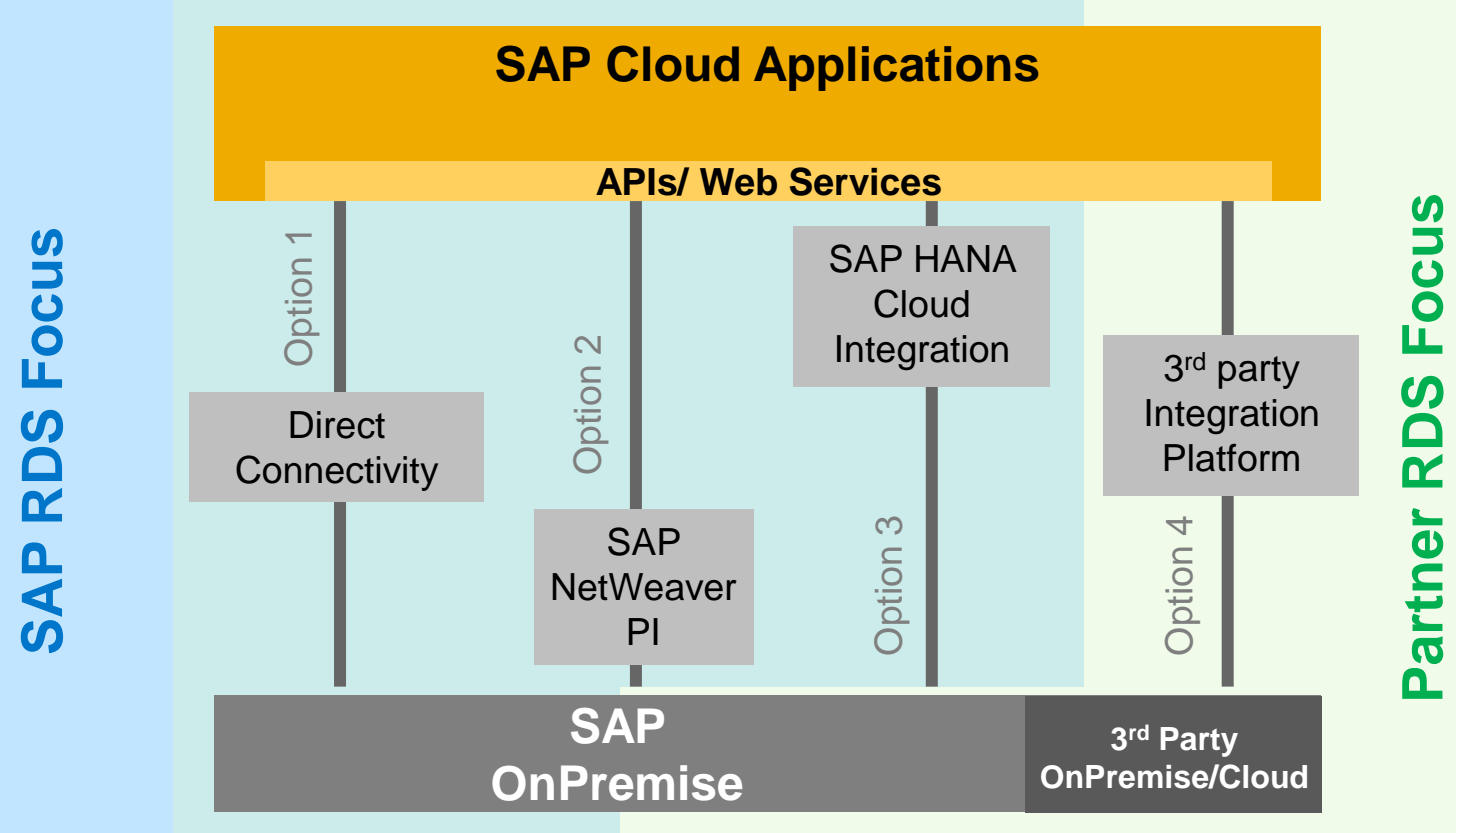 SAP Cloud Applications
APIs/ Web Services
SAP RDS Focus
Option 1
Direct
Connectivity
Option 2
SAP
NetWeaver
PI
SAP HANA
Cloud
Integration
Option 3
3rd party
Integration
Platform
Option 4
Partner RDS Focus
SAP
OnPremise
3rd Party
OnPremise/Cloud